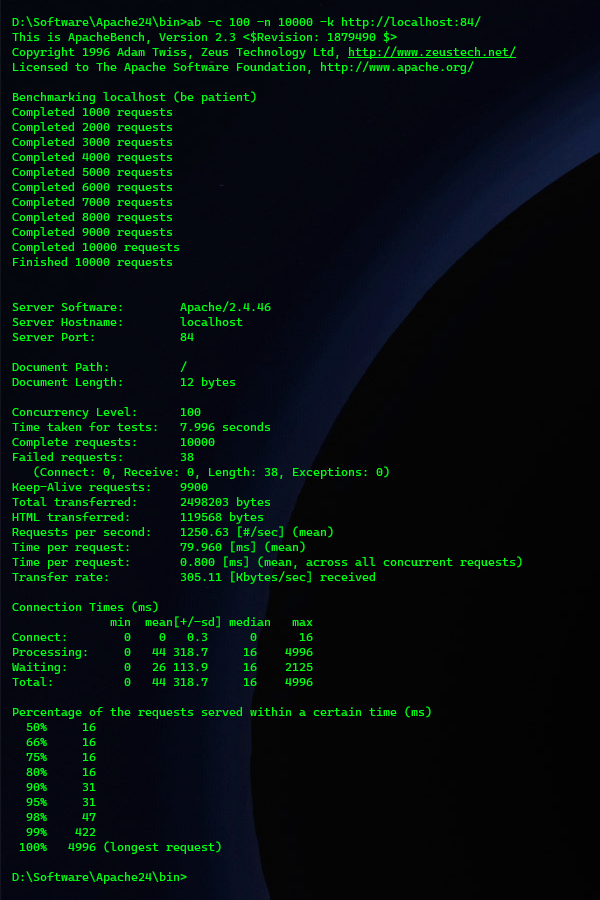 D:\Software\Apache24\bin>ab -c 100 -n 10000 -k http://localhost:84/
This is ApacheBench, Version 2.3 <$Revision: 1879490 $>
Copyright 1996 Adam Twiss, Zeus Technology Ltd, http://www.zeustech.net/
Licensed to The Apache Software Foundation, http://www.apache.org/

Benchmarking localhost (be patient)
Completed 1000 requests
Completed 2000 requests
Completed 3000 requests
Completed 4000 requests
Completed 5000 requests
Completed 6000 requests
Completed 7000 requests
Completed 8000 requests
Completed 9000 requests
Completed 10000 requests
Finished 10000 requests


Server Software:        Apache/2.4.46
Server Hostname:        localhost
Server Port:            84

Document Path:          /
Document Length:        12 bytes

Concurrency Level:      100
Time taken for tests:   7.996 seconds
Complete requests:      10000
Failed requests:        38
   (Connect: 0, Receive: 0, Length: 38, Exceptions: 0)
Keep-Alive requests:    9900
Total transferred:      2498203 bytes
HTML transferred:       119568 bytes
Requests per second:    1250.63 [#/sec] (mean)
Time per request:       79.960 [ms] (mean)
Time per request:       0.800 [ms] (mean, across all concurrent requests)
Transfer rate:          305.11 [Kbytes/sec] received

Connection Times (ms)
              min  mean[+/-sd] median   max
Connect:        0    0   0.3      0      16
Processing:     0   44 318.7     16    4996
Waiting:        0   26 113.9     16    2125
Total:          0   44 318.7     16    4996

Percentage of the requests served within a certain time (ms)
  50%     16
  66%     16
  75%     16
  80%     16
  90%     31
  95%     31
  98%     47
  99%    422
 100%   4996 (longest request)

D:\Software\Apache24\bin>